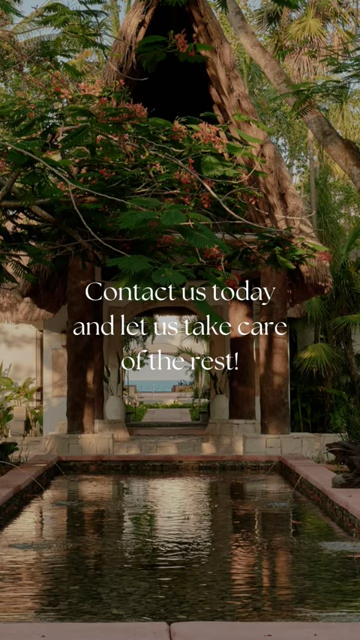 Contact us today
and let us take care
of the rest!